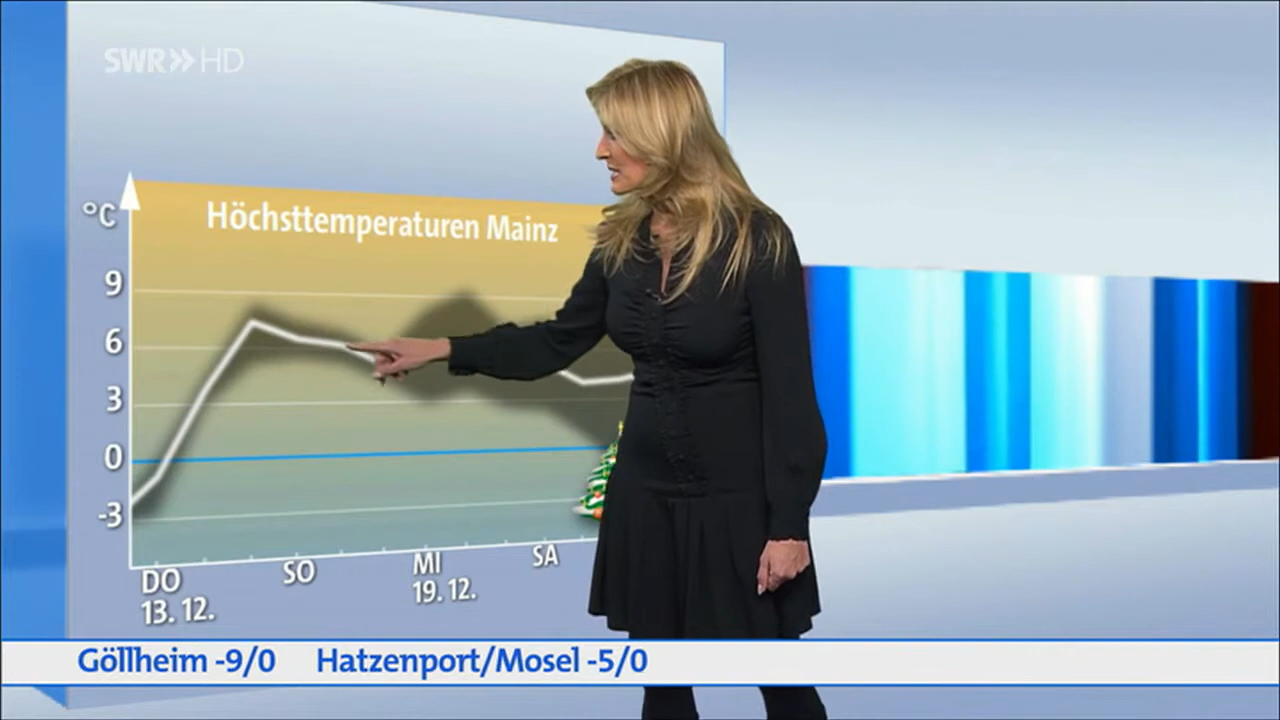 SWR» HD
°C
Höchsttemperaturen Mainz
9
6
3
0
-3
DO SO MI SA
13. 12. 19. 12.
Göllheim -9/0 Hatzenport/Mosel -5/0